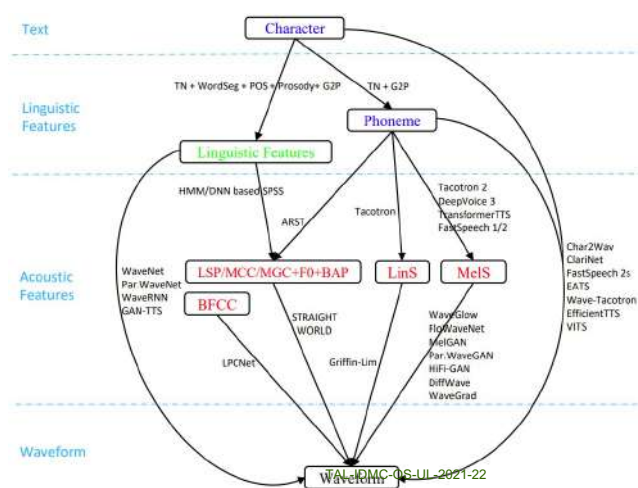 Text
Character
TN + WordSeg + POS + Prosody+ G2P
TN + G2P
Linguistic
Features
Phoneme
Linguistic Features
HMM/DNN based SPSS
ARST
Tacotron
Tacotron 2
DeepVoice 3
TransformerTTS
FastSpeech 1/2
Char2Wav
ClariNet
FastSpeech 2s
EATS
Wave-Tacotron
EfficientTTS
VITS
Acoustic
Features
WaveNet
Par.WaveNet
WaveRNN
GAN-TTS
LSP/MCC/MGC+F0+BAP
LinS
MelS
BFCC
STRAIGHT
WORLD
LPCNet
Griffin-Lim
WaveGlow
FloWaveNet
MelGAN
Par.WaveGAN
HiFi-GAN
DiffWave
WaveGrad
Waveform
Waveform
TAL-IDMC-OS-UL-2021-22